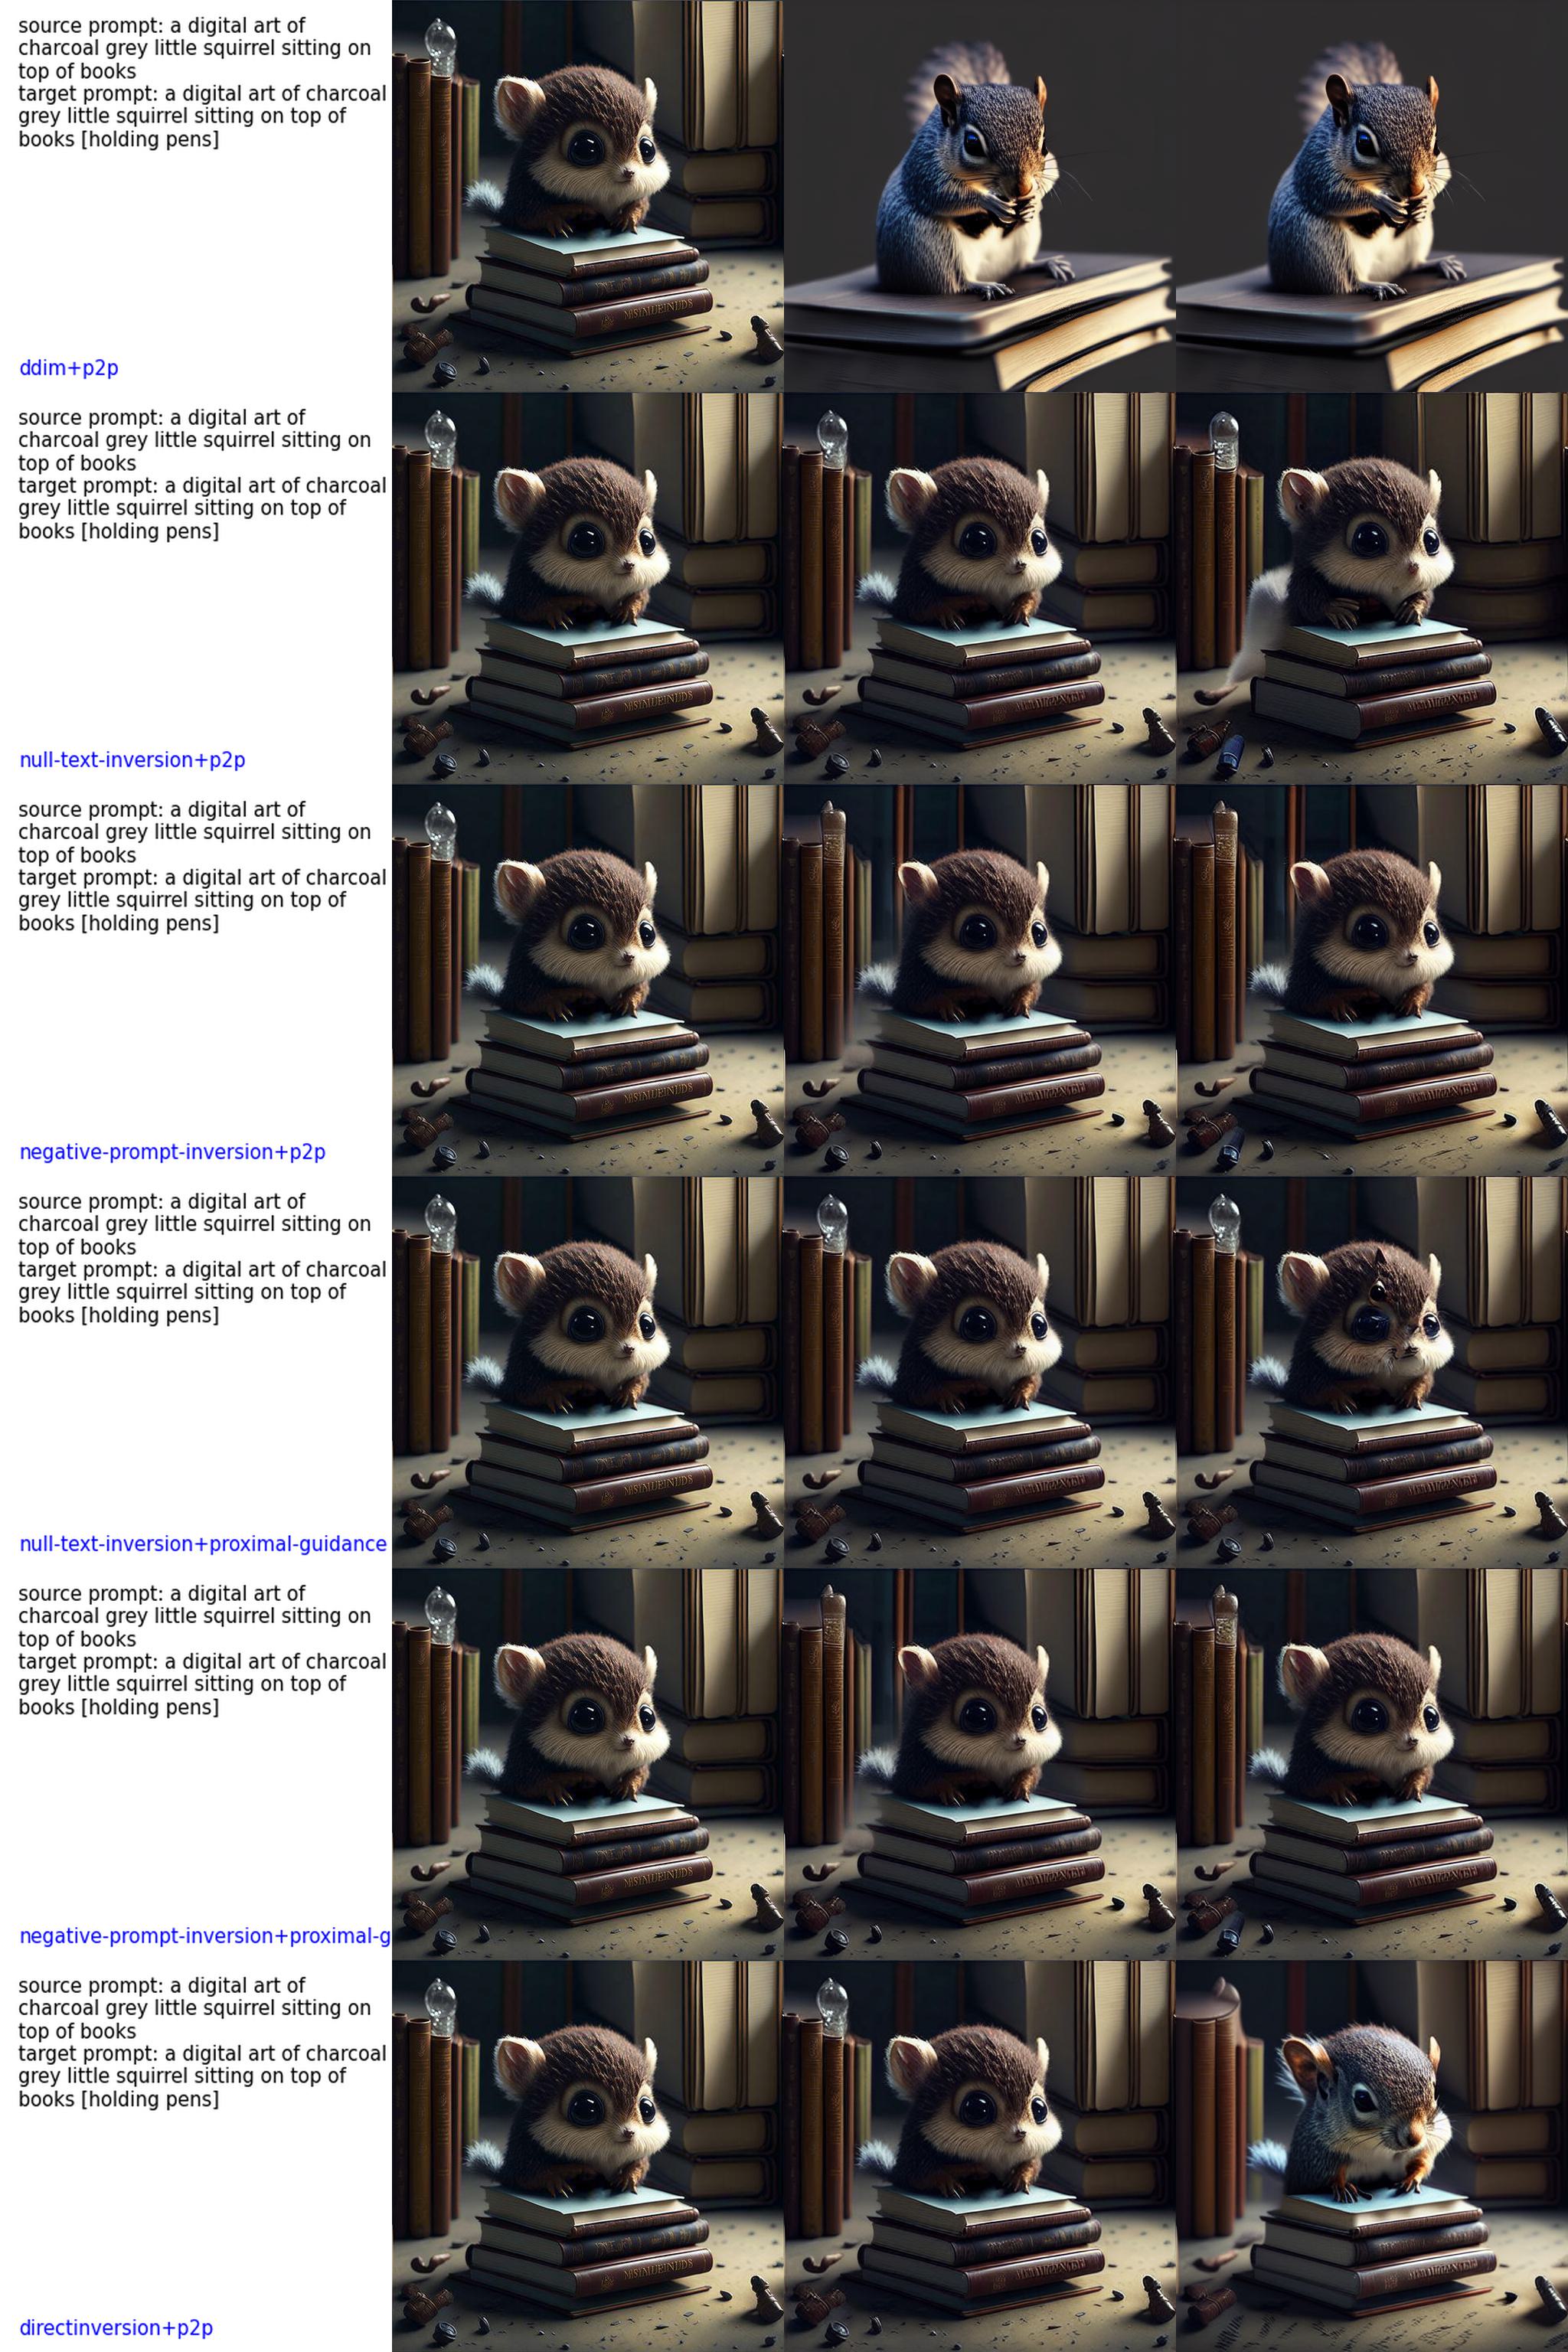 source prompt: a digital art of
charcoal grey little squirrel sitting on
top of books
target prompt: a digital art of charcoal
grey little squirrel sitting on top of
books [holding pens]
ddim+p2p
source prompt: a digital art of
charcoal grey little squirrel sitting on
top of books
target prompt: a digital art of charcoal
grey little squirrel sitting on top of
books [holding pens]
null-text-inversion+p2p
source prompt: a digital art of
charcoal grey little squirrel sitting on
top of books
target prompt: a digital art of charcoal
grey little squirrel sitting on top of
books [holding pens]
negative-prompt-inversion+p2p
source prompt: a digital art of
charcoal grey little squirrel sitting on
top of books
target prompt: a digital art of charcoal
grey little squirrel sitting on top of
books [holding pens]
null-text-inversion+proximal-guidance
source prompt: a digital art of
charcoal grey little squirrel sitting on
top of books
target prompt: a digital art of charcoal
grey little squirrel sitting on top of
books [holding pens]
negative-prompt-inversion+proximal-g
source prompt: a digital art of
charcoal grey little squirrel sitting on
top of books
target prompt: a digital art of charcoal
grey little squirrel sitting on top of
books [holding pens]
directinversion+p2p